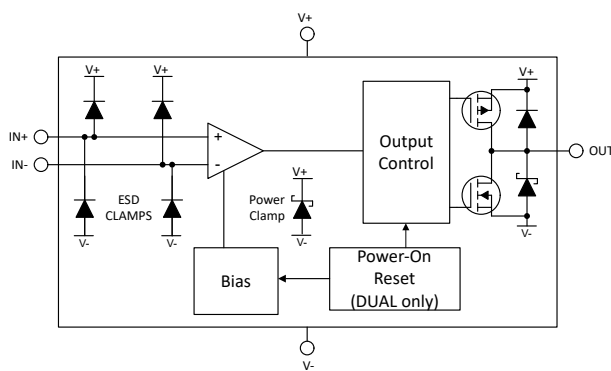 V+
V+
V+
V+
IN+
IN-
+
-
Output
Control
OUT
ESD
CLAMPS
Power
Clamp
V+
V-
V-
V-
Bias
Power-On
Reset
(DUAL only)
V-